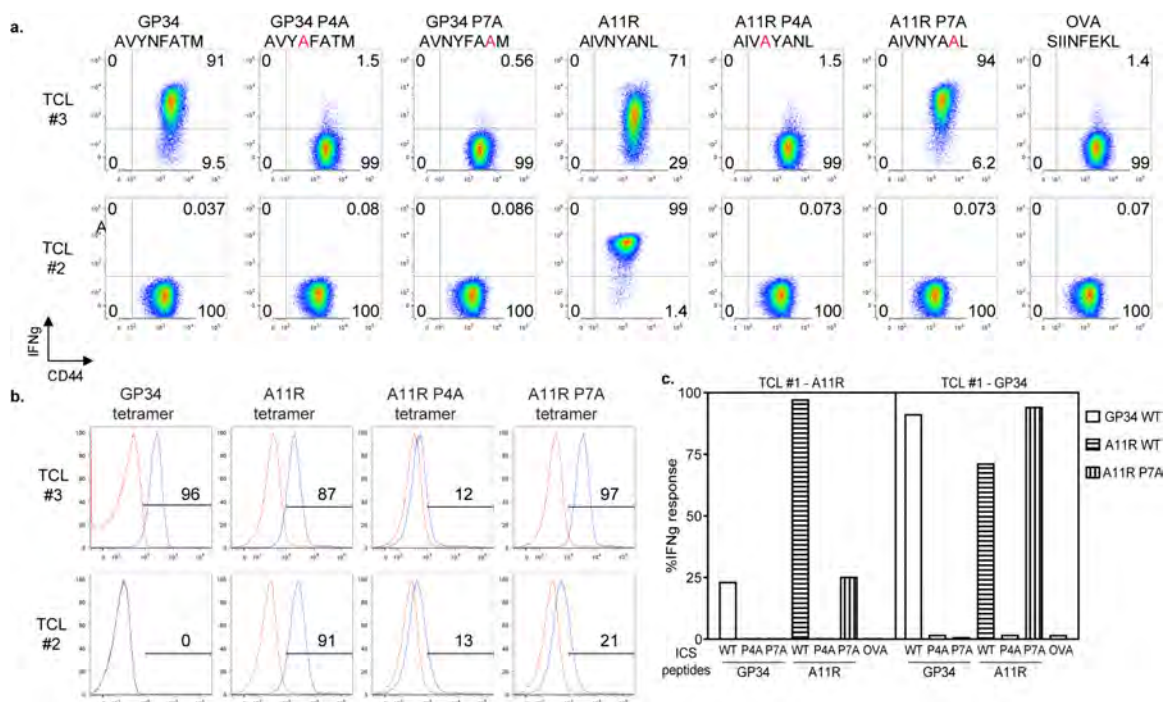 a.
GP34 GP34 P4A GP34 P7A A11R A11R P4A A11R P7A OVA
AVYNFATM AVYAFATM AVNYFAAM AIVNYANL AIVAYANL AIVNYAAL SIINFEKL
TCL #3
0 91 0 1.5 0 0.56 0 71 0 1.5 0 94 0 1.4
0 9.5 0 99 0 99 0 29 0 99 0 6.2 0 99
TCL #2
0 0.037 0 0.08 0 0.086 0 99 0 0.073 0 0.073 0 0.07
A
0 100 0 100 0 100 0 1.4 0 100 0 100 0 100
IFNg
CD44
b.
GP34 tetramer
A11R tetramer
A11R P4A tetramer
A11R P7A tetramer
TCL #3
96 87 12 97
TCL #2
0 91 13 21
c.
TCL #1 - A11R TCL #1 - GP34
%IFNg response
100
75
50
25
0
GP34 WT
A11R WT
A11R P7A
ICS peptides
WT P4A P7A WT P4A P7A OVA WT P4A P7A WT P4A P7A OVA
GP34 A11R GP34 A11R